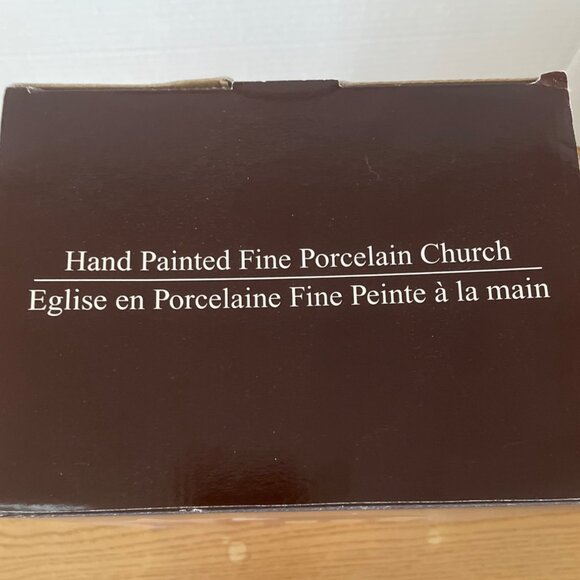 Hand Painted Fine Porcelain Church
Eglise en Porcelaine Fine Peinte à la main